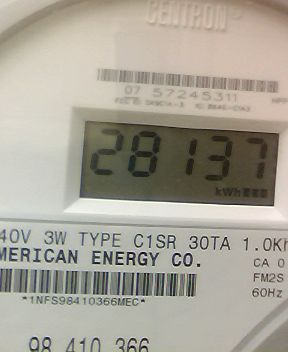 CENTRON®
07 57245311
28137
kWh
40V 3W TYPE C1SR 30TA 1.0Kh
MERICAN ENERGY CO.
CA 0
FM2S
60Hz
*1NFS98410366MEC*
98 410 366